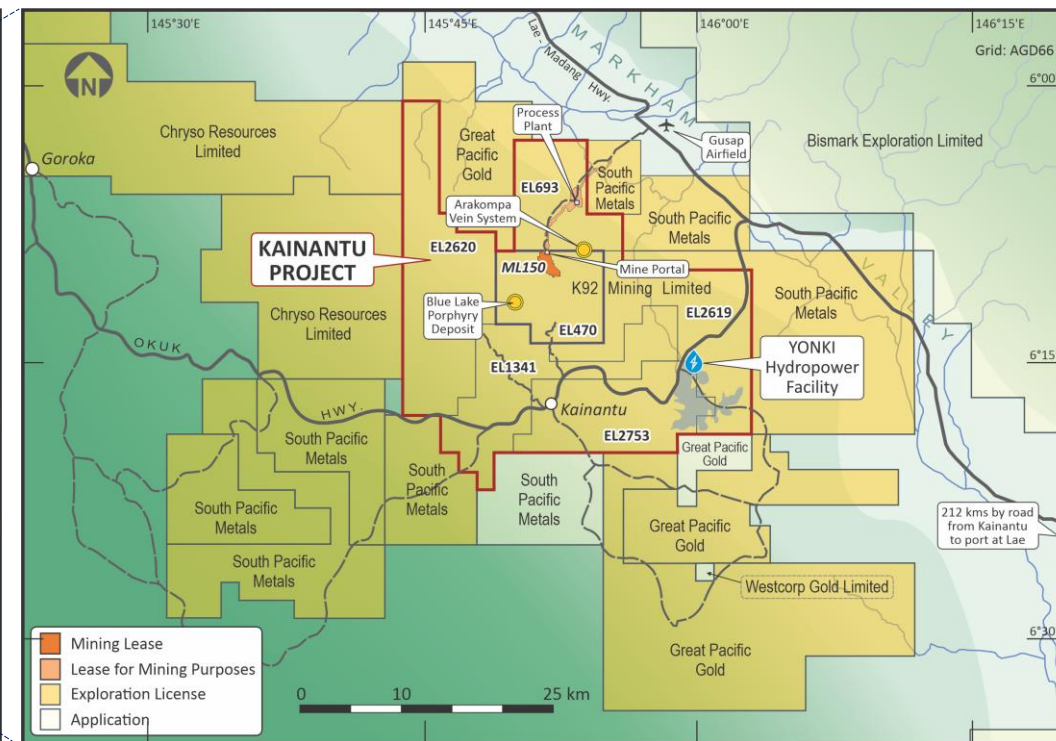 145°30'E
145°45'E
146°00'E
146°15'E
Grid: AGD66
6°00'
6°15'
6°30'
N
MARKHAM
VALLEY
Lae - Madang Hwy.
Goroka
Chryso Resources
Limited
Great
Pacific
Gold
Process
Plant
Gusap
Airfield
Bismark Exploration Limited
EL693
South
Pacific
Metals
Arakompa
Vein System
South Pacific
Metals
KAINANTU
PROJECT
EL2620
ML150
Mine Portal
K92 Mining Limited
Blue Lake
Porphyry
Deposit
Chryso Resources
Limited
EL470
EL2619
South Pacific
Metals
YONKI
Hydropower
Facility
EL1341
OKUK
HWY.
Kainantu
EL2753
South Pacific
Metals
South
Pacific
Metals
South
Pacific
Metals
Great Pacific
Gold
South Pacific
Metals
Great Pacific
Gold
212 kms by road
from Kainantu
to port at Lae
South Pacific
Metals
Westcorp Gold Limited
Great Pacific
Gold
Mining Lease
Lease for Mining Purposes
Exploration License
Application
0 10 25 km